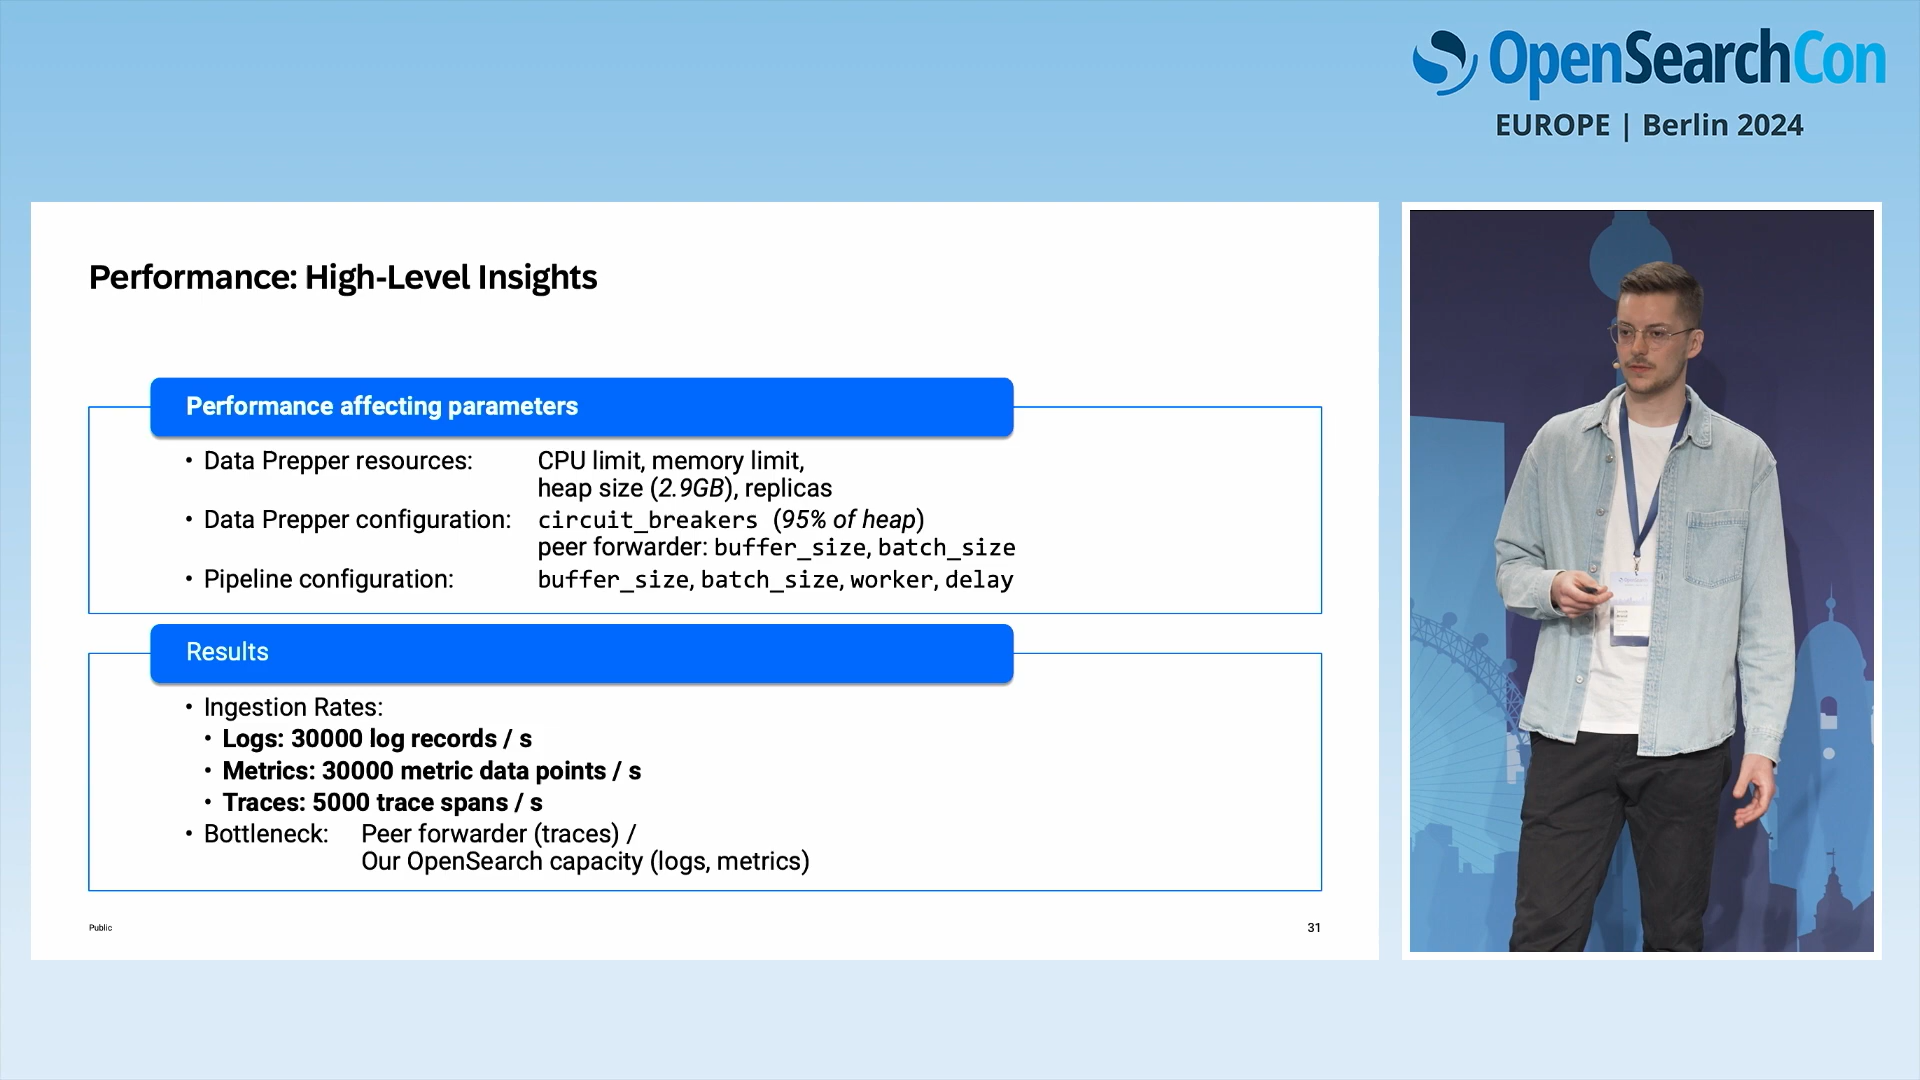 OpenSearchCon
EUROPE | Berlin 2024
Performance: High-Level Insights
Performance affecting parameters
• Data Prepper resources: CPU limit, memory limit,
heap size (2.9GB), replicas
• Data Prepper configuration: circuit_breakers (95% of heap)
peer forwarder: buffer_size, batch_size
• Pipeline configuration: buffer_size, batch_size, worker, delay
Results
• Ingestion Rates:
• Logs: 30000 log records / s
• Metrics: 30000 metric data points / s
• Traces: 5000 trace spans / s
• Bottleneck: Peer forwarder (traces) /
Our OpenSearch capacity (logs, metrics)
Public
31